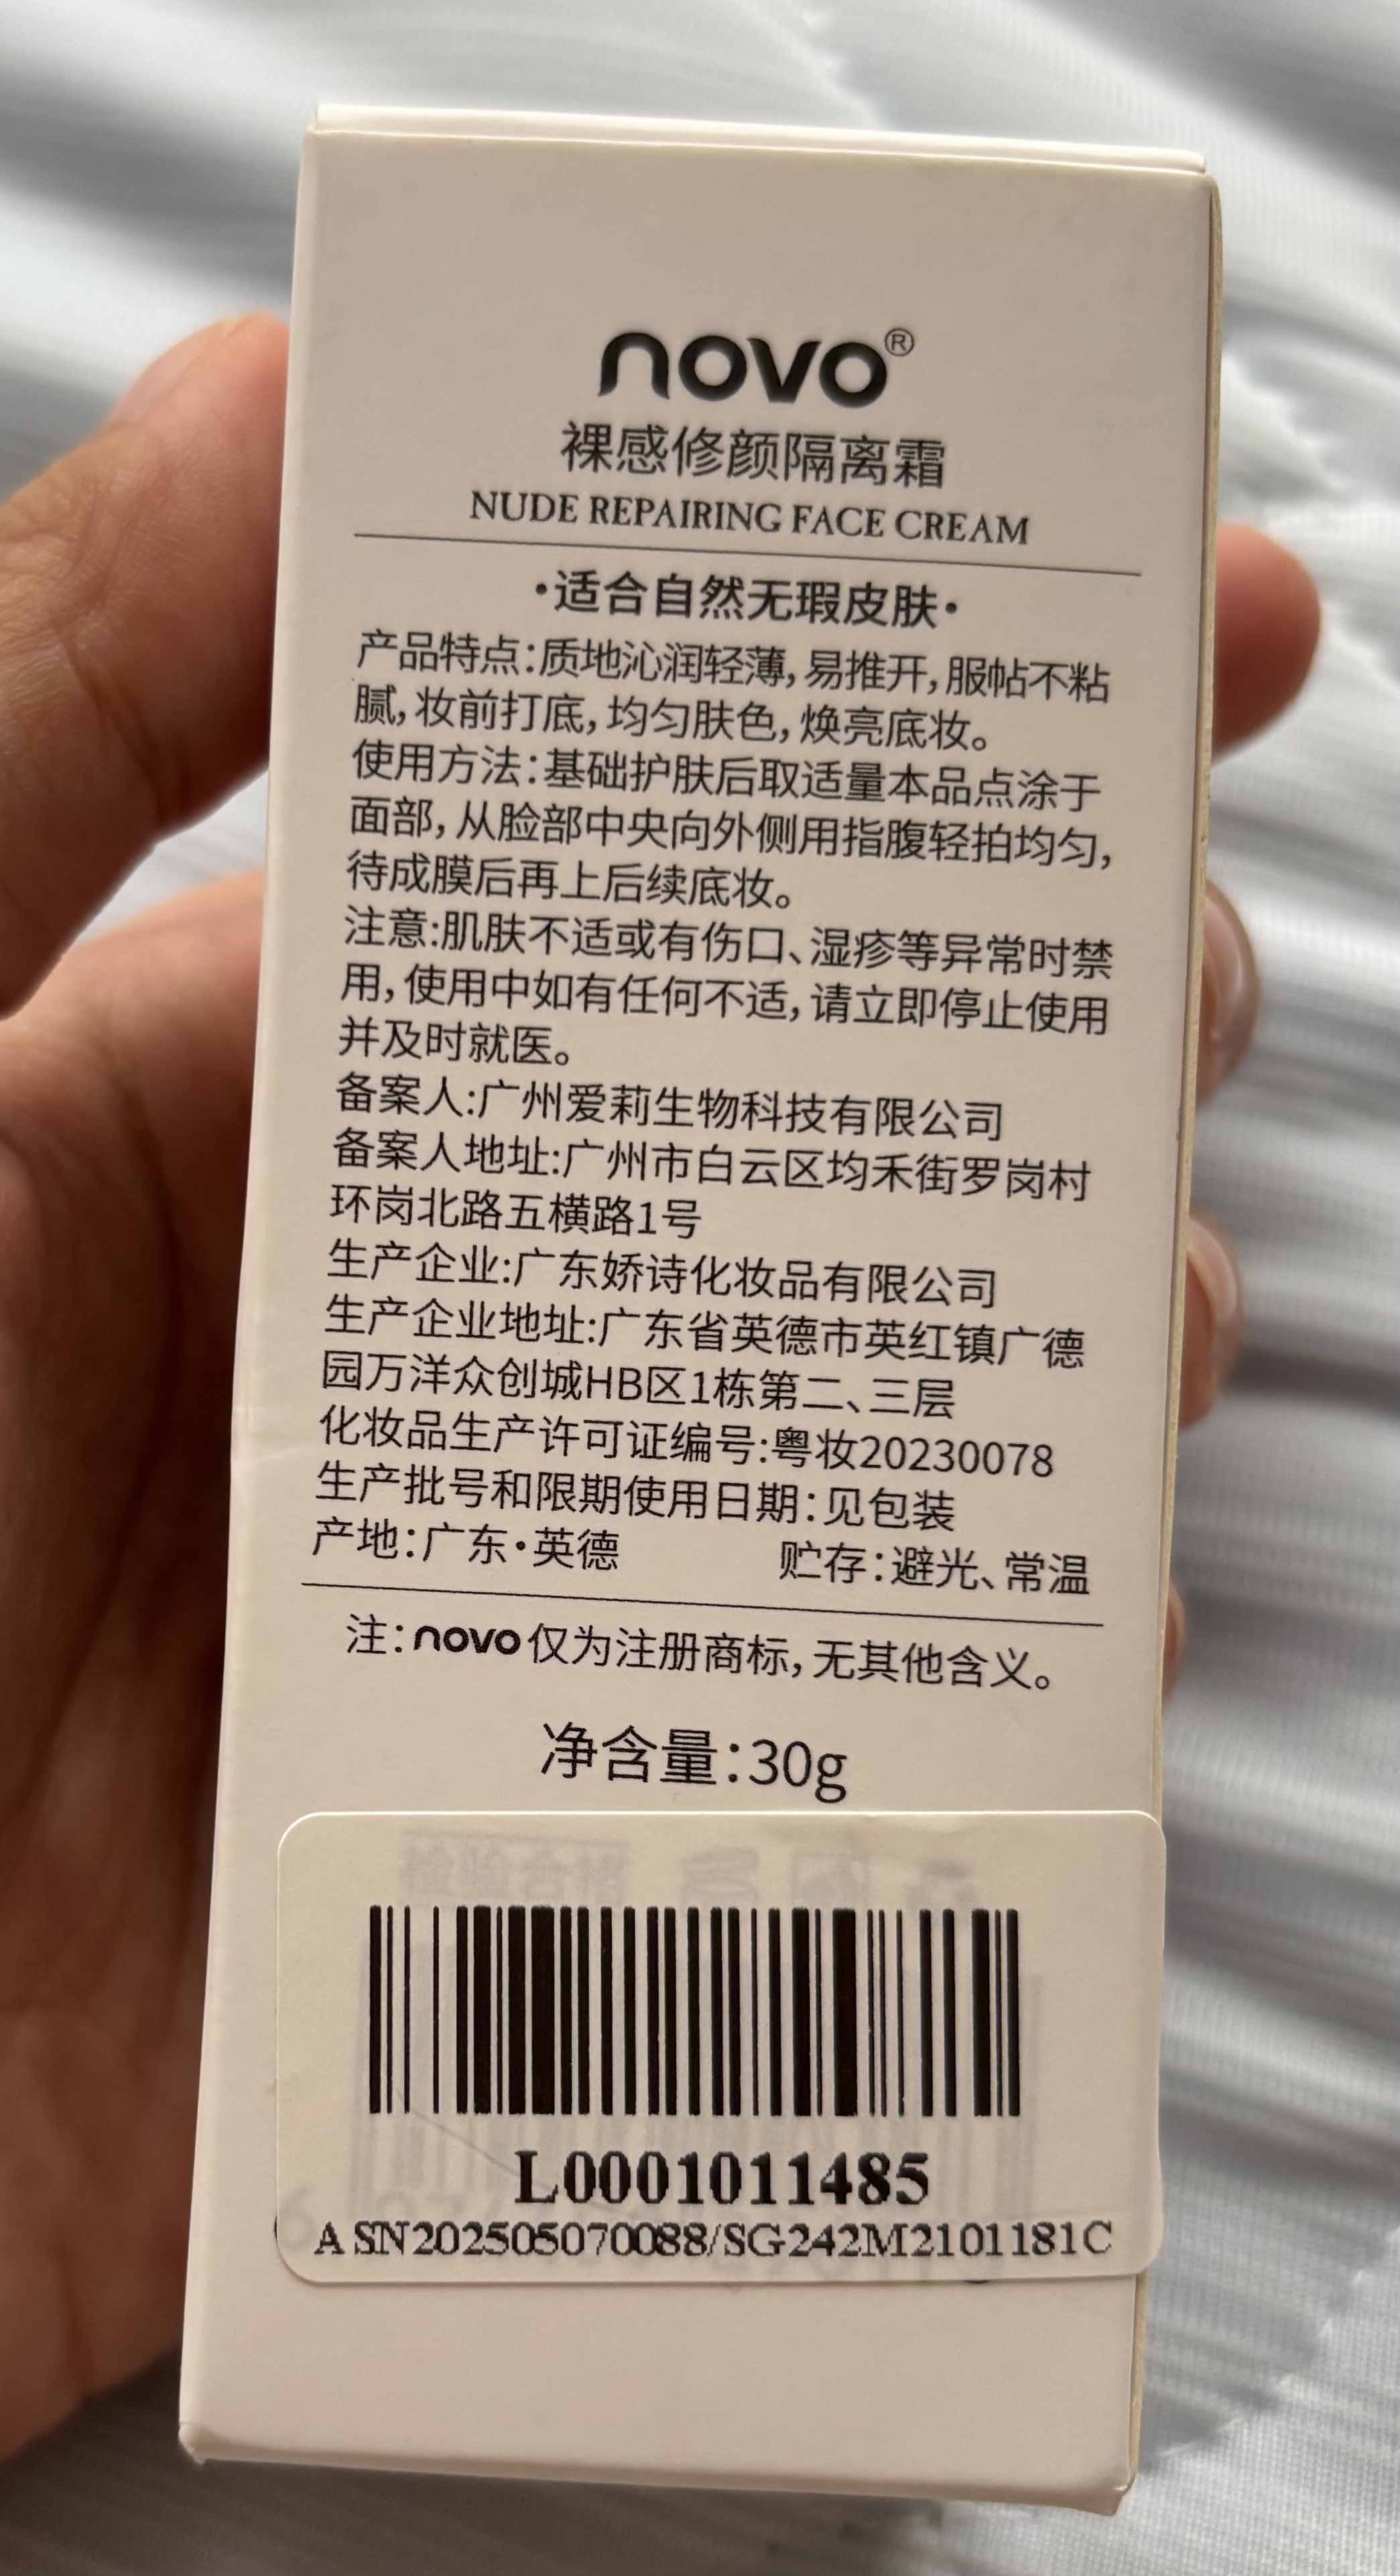 novo®
裸感修颜隔离霜
NUDE REPAIRING FACE CREAM
·适合自然无瑕皮肤·
产品特点:质地沁润轻薄,易推开,服帖不粘
腻,妆前打底,均匀肤色,焕亮底妆。
使用方法:基础护肤后取适量本品点涂于
面部,从脸部中央向外侧用指腹轻拍均匀,
待成膜后再上后续底妆。
注意:肌肤不适或有伤口、湿疹等异常时禁
用,使用中如有任何不适,请立即停止使用
并及时就医。
备案人:广州爱莉生物科技有限公司
备案人地址:广州市白云区均禾街罗岗村
环岗北路五横路1号
生产企业:广东娇诗化妆品有限公司
生产企业地址:广东省英德市英红镇广德
园万洋众创城HB区1栋第二、三层
化妆品生产许可证编号:粤妆20230078
生产批号和限期使用日期:见包装
产地:广东·英德 贮存:避光、常温
注:novo仅为注册商标,无其他含义。
净含量:30g
检验合格
L0001011485
ASN202505070088/SG242M2101181C